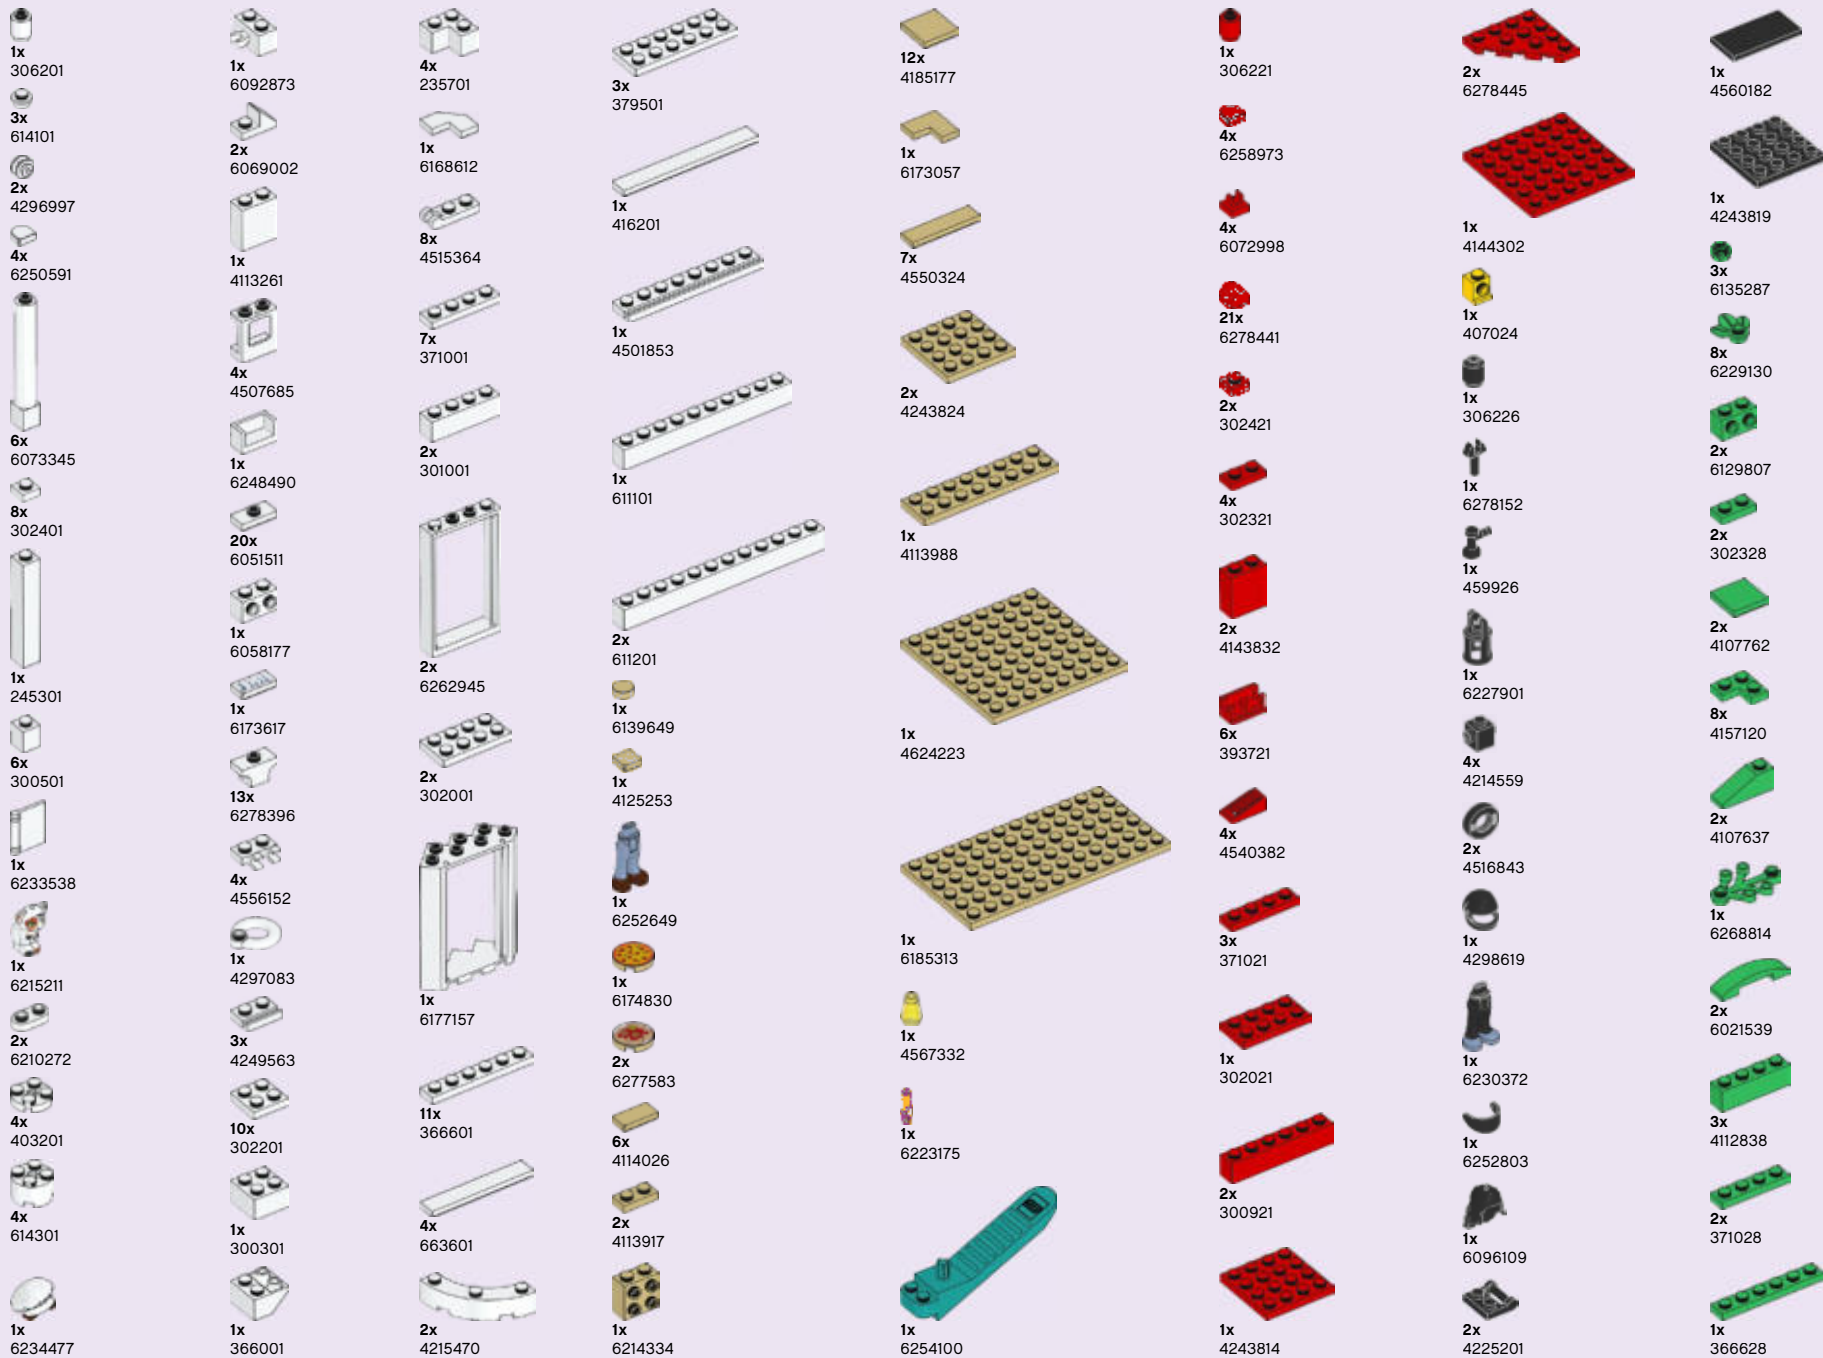 1x
306201
3x
614101
2x
4296997
4x
6250591
6x
6073345
8x
302401
1x
245301
6x
300501
1x
6233538
1x
6215211
2x
6210272
4x
403201
4x
614301
1x
6234477
1x
6092873
2x
6069002
1x
4113261
4x
4507685
1x
6248490
20x
6051511
1x
6058177
1x
6173617
13x
6278396
4x
4556152
1x
4297083
3x
4249563
10x
302201
1x
300301
1x
366001
4x
235701
1x
6168612
8x
4515364
7x
371001
2x
301001
2x
6262945
2x
302001
1x
6177157
11x
366601
4x
663601
2x
4215470
3x
379501
1x
416201
1x
4501853
1x
611101
2x
611201
1x
6139649
1x
4125253
1x
6252649
1x
6174830
2x
6277583
6x
4114026
2x
4113917
1x
6214334
12x
4185177
1x
6173057
7x
4550324
2x
4243824
1x
4113988
1x
4624223
1x
6185313
1x
4567332
1x
6223175
1x
6254100
1x
306221
4x
6258973
4x
6072998
21x
6278441
2x
302421
4x
302321
2x
4143832
6x
393721
4x
4540382
3x
371021
1x
302021
2x
300921
1x
4243814
2x
6278445
1x
4144302
1x
407024
1x
306226
1x
6278152
1x
459926
1x
6227901
4x
4214559
2x
4516843
1x
4298619
1x
6230372
1x
6252803
1x
6096109
2x
4225201
1x
4560182
1x
4243819
3x
6135287
8x
6229130
2x
6129807
2x
302328
2x
4107762
8x
4157120
2x
4107637
1x
6268814
2x
6021539
3x
4112838
2x
371028
1x
366628